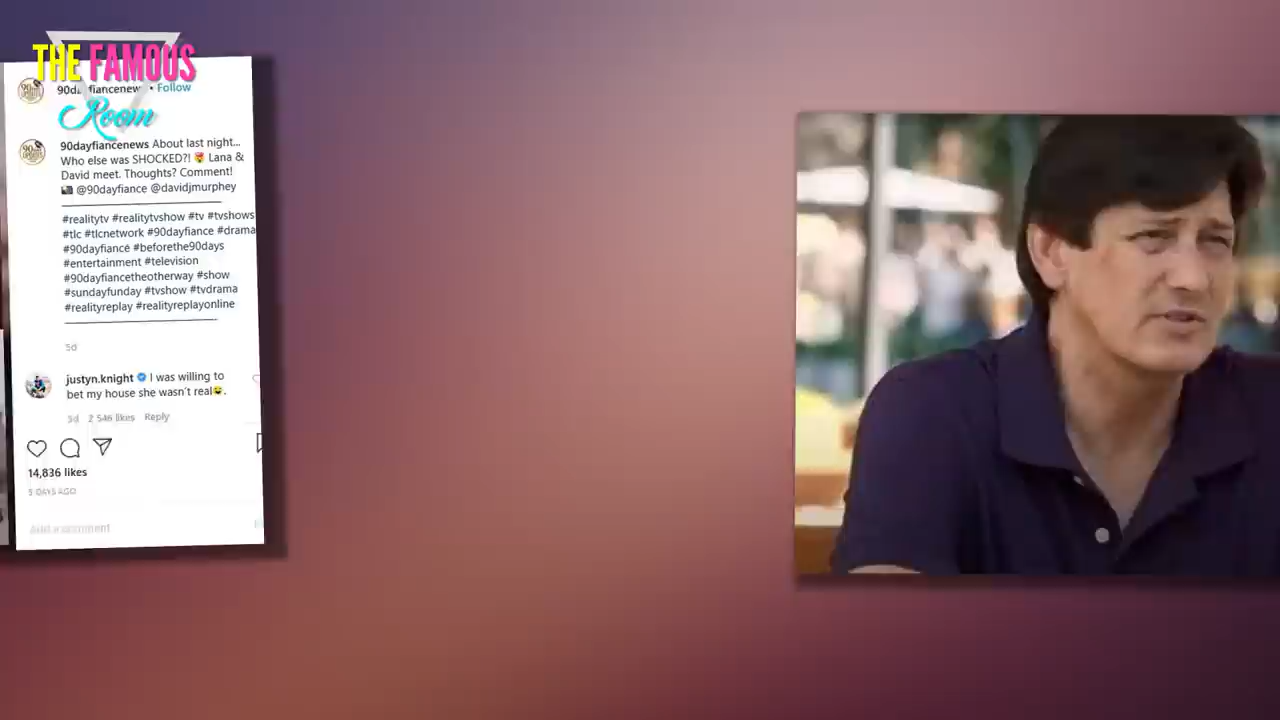 THE FAMOUS
Room
90dayfiancenews • Follow
90dayfiancenews About last night...
Who else was SHOCKED?! 🤯 Lana &
David meet. Thoughts? Comment!
📷 @90dayfiance @davidjmurphey
#realitytv #realitytvshow #tv #tvshows
#tlc #tlcnetwork #90dayfiance #drama
#90dayfiancé #beforethe90days
#entertainment #television
#90dayfiancetheotherway #show
#sundayfunday #tvshow #tvdrama
#realityreplay #realityreplayonline
5d
justyn.knight I was willing to
bet my house she wasn't real😂.
3d 2 546 likes Reply
14,836 likes
5 DAYS AGO
Add a comment